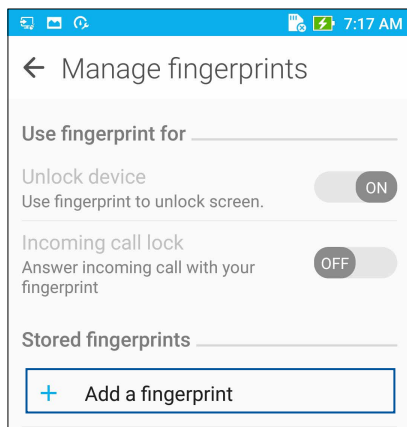 7:17 AM
Manage fingerprints
Use fingerprint for
Unlock device
ON
Use fingerprint to unlock screen.
Incoming call lock
OFF
Answer incoming call with your
fingerprint
Stored fingerprints
+ Add a fingerprint